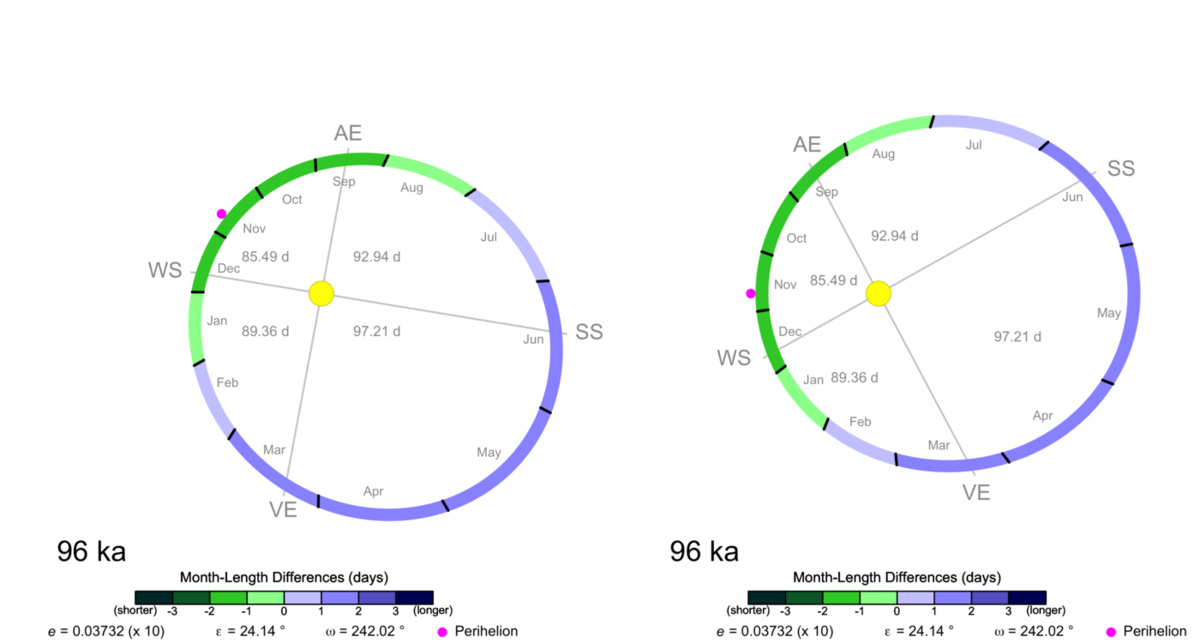 AE
Sep
Aug
Oct
Jul
Nov
85.49 d
92.94 d
WS
Dec
Jan
89.36 d
97.21 d
SS
Jun
Feb
Mar
May
Apr
VE
96 ka
Month-Length Differences (days)
(shorter) -3 -2 -1 0 1 2 3 (longer)
e = 0.03732 (x 10) ε = 24.14 ° ω = 242.02 ° Perihelion
AE
Aug
Jul
SS
Sep
Jun
Oct
92.94 d
85.49 d
Nov
Dec
May
WS
97.21 d
Jan
89.36 d
Feb
Apr
Mar
VE
96 ka
Month-Length Differences (days)
(shorter) -3 -2 -1 0 1 2 3 (longer)
e = 0.03732 (x 10) ε = 24.14 ° ω = 242.02 ° Perihelion